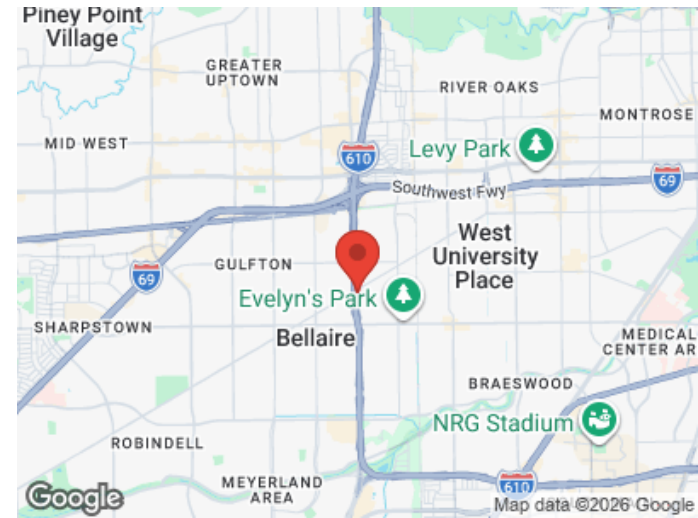 Piney Point
Village
GREATER
UPTOWN
RIVER OAKS
MONTROSE
MID WEST
610
Levy Park
69
Southwest Fwy
West
University
Place
GULFTON
69
Evelyn's Park
SHARPSTOWN
Bellaire
MEDICAL
CENTER AR
BRAESWOOD
NRG Stadium
ROBINDELL
MEYERLAND
AREA
610
Google
Map data ©2026 Google